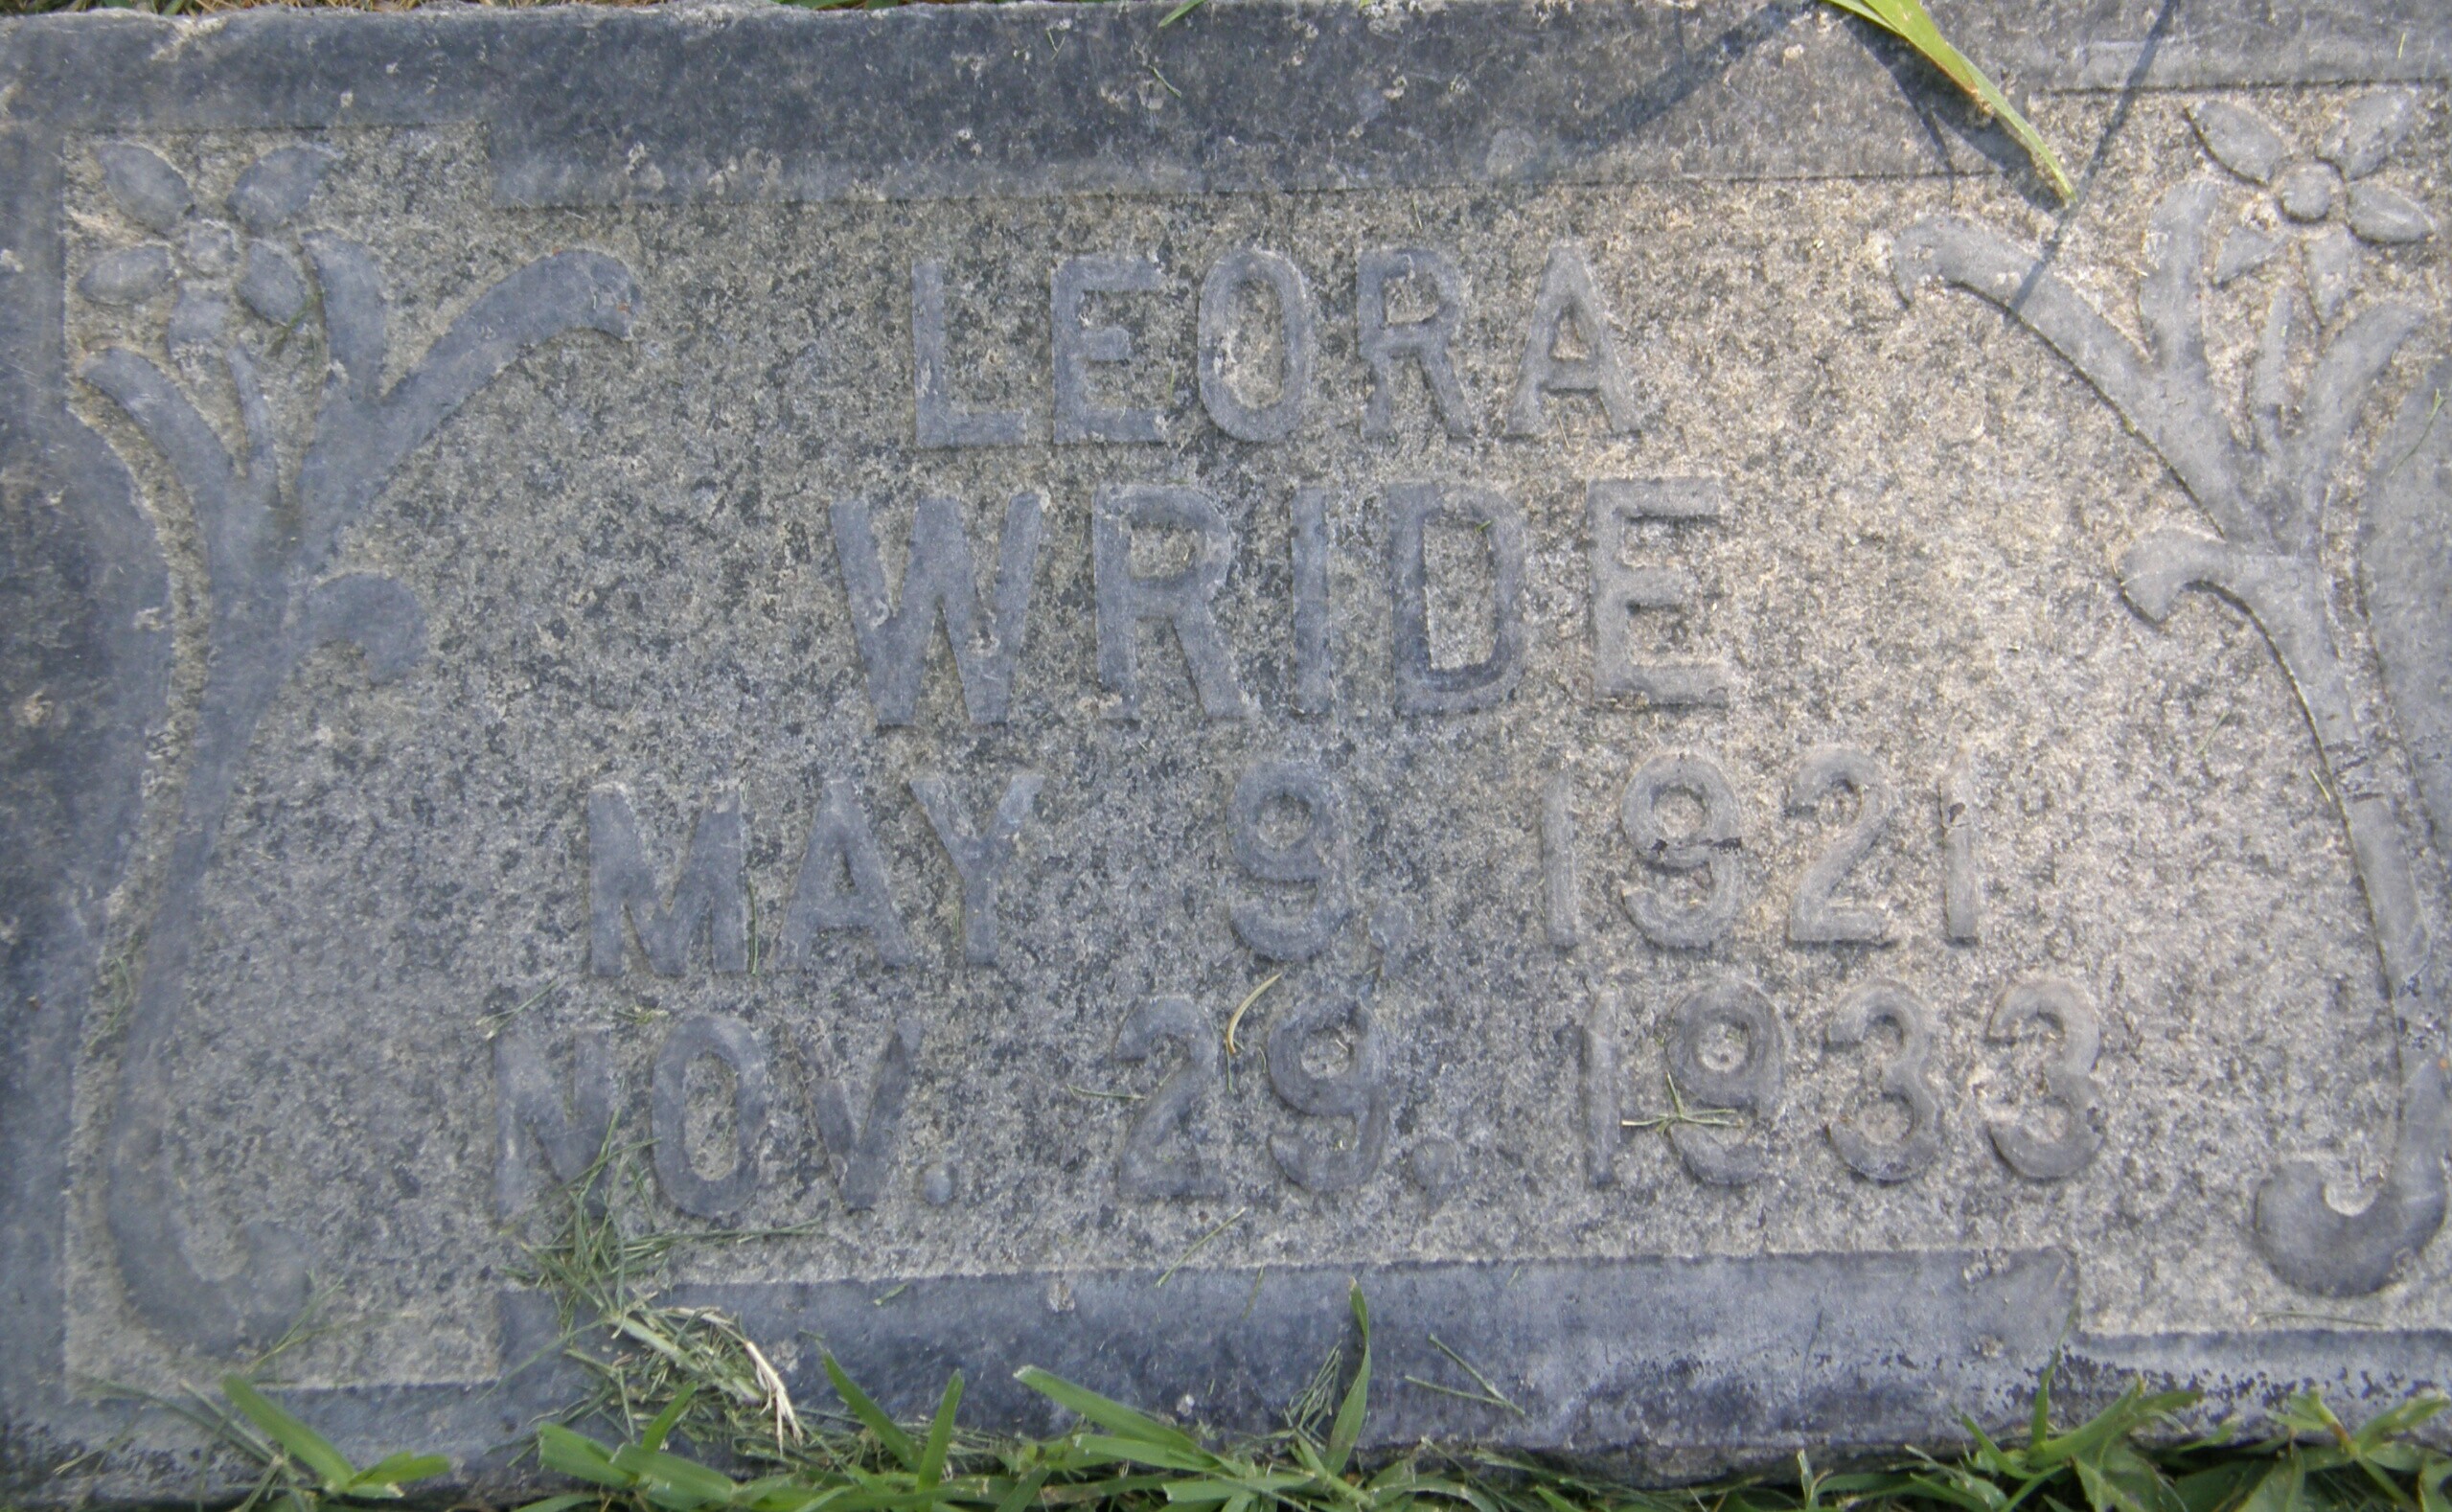 LEORA
WRIDE
MAY 9, 1921
NOV. 29, 1933